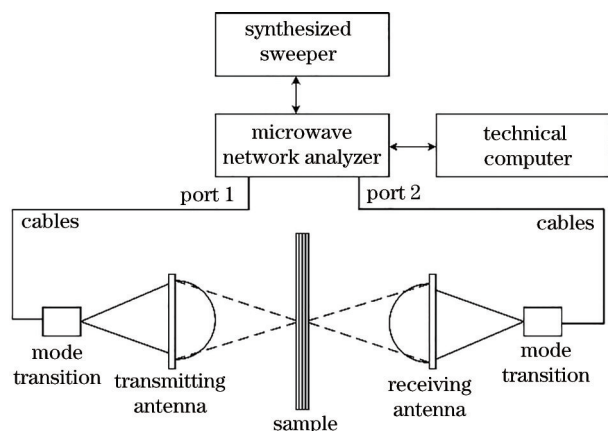 synthesized
sweeper
microwave
network analyzer
technical
computer
port 1
port 2
cables
cables
mode
transition
transmitting
antenna
sample
receiving
antenna
mode
transition